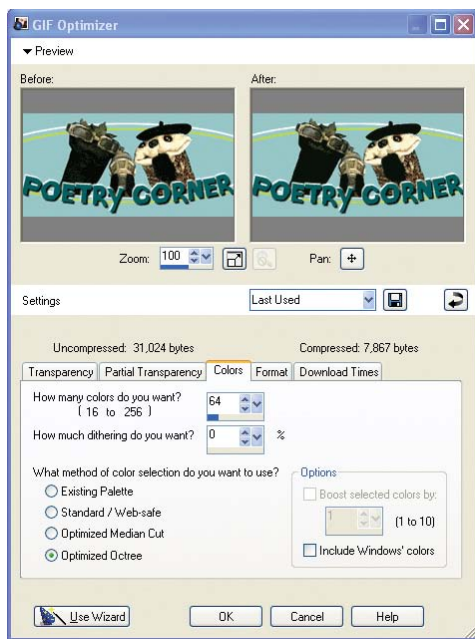 GIF Optimizer
Preview
Before: After:
POETRY CORNER POETRY CORNER
Zoom: 100 Pan:
Settings Last Used
Uncompressed: 31,024 bytes Compressed: 7,867 bytes
Transparency Partial Transparency Colors Format Download Times
How many colors do you want? 64
( 16 to 256 )
How much dithering do you want? 0 %
What method of color selection do you want to use? Options
Existing Palette Boost selected colors by:
Standard / Web-safe 1 (1 to 10)
Optimized Median Cut
Optimized Octree Include Windows' colors
Use Wizard OK Cancel Help